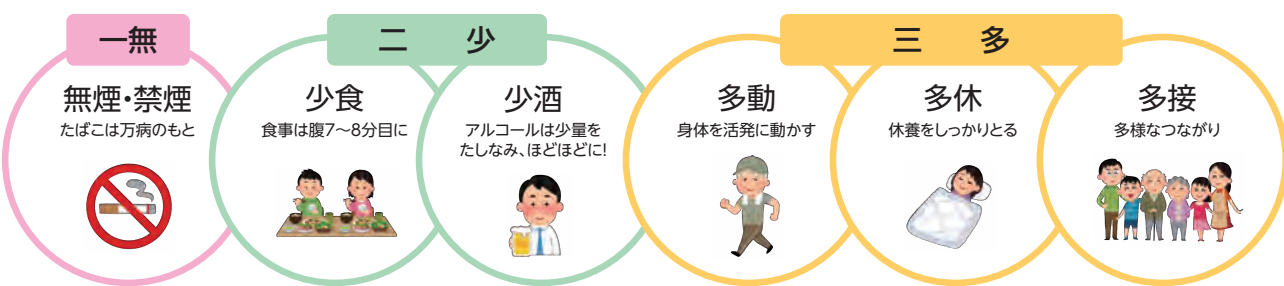 一無
二 少
三 多
無煙・禁煙
たばこは万病のもと
少食
食事は腹7〜8分目に
少酒
アルコールは少量を
たしなみ、ほどほどに!
多動
身体を活発に動かす
多休
休養をしっかりとる
多接
多様なつながり